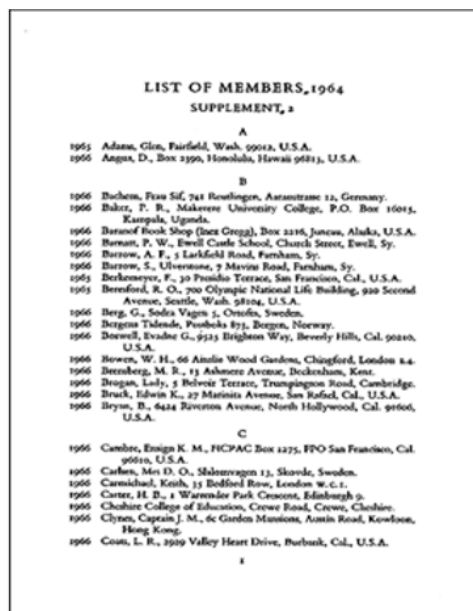 LIST OF MEMBERS, 1964
SUPPLEMENT, 2
A
1965 Adams, Glen, Fairfield, Wash. 99012, U.S.A.
1966 Angus, D., Box 2390, Honolulu, Hawaii 96813, U.S.A.
B
1966 Bachem, Frau Sif, 741 Reutlingen, Aaraustrasse 12, Germany.
1966 Baker, P. R., Makerere University College, P.O. Box 16015,
Kampala, Uganda.
1966 Baranof Book Shop (Inez Gregg), Box 2216, Juneau, Alaska, U.S.A.
1966 Barnatt, P. W., Ewell Castle School, Church Street, Ewell, Sy.
1966 Barrow, A. F., 5 Larkfield Road, Farnham, Sy.
1966 Barrow, S., Ulverstone, 7 Mavins Road, Farnham, Sy.
1965 Berkemeyer, F., 30 Presidio Terrace, San Francisco, Cal., U.S.A.
1965 Beresford, R. O., 700 Olympic National Life Building, 920 Second
Avenue, Seattle, Wash. 98104, U.S.A.
1966 Berg, G., Sodra Vagen 5, Sweden.
1966 Bergens Tidende, Postboks 873, Bergen, Norway.
1966 Boswell, Evadne G., 9525 Brighton Way, Beverly Hills, Cal. 90210,
U.S.A.
1966 Bowen, W. H., 66 Ainslie Wood Gardens, Chingford, London E.4.
1966 Breenberg, M. R., 15 Ashmere Avenue, Beckenham, Kent.
1966 Brogan, Lady, 5 Belvoir Terrace, Trumpington Road, Cambridge.
1966 Bruck, Edwin K., 27 Marinita Avenue, San Rafael, Cal., U.S.A.
1966 Bryan, B., 6424 Riverton Avenue, North Hollywood, Cal. 91606,
U.S.A.
C
1966 Cambre, Ensign K. M., HCPAC Box 1275, FPO San Francisco, Cal.
96610, U.S.A.
1966 Carlsen, Mrs D. O., Slalomvagen 13, Skovde, Sweden.
1966 Carmichael, Keith, 35 Bedford Row, London W.C.1.
1966 Carter, H. B., 1 Warrender Park Crescent, Edinburgh 9.
1966 Cheshire College of Education, Crewe Road, Crewe, Cheshire.
1966 Clynes, Captain J. M., 6c Garden Mansions, Austin Road, Kowloon,
Hong Kong.
1966 Coats, L. R., 2929 Valley Heart Drive, Burbank, Cal., U.S.A.
1